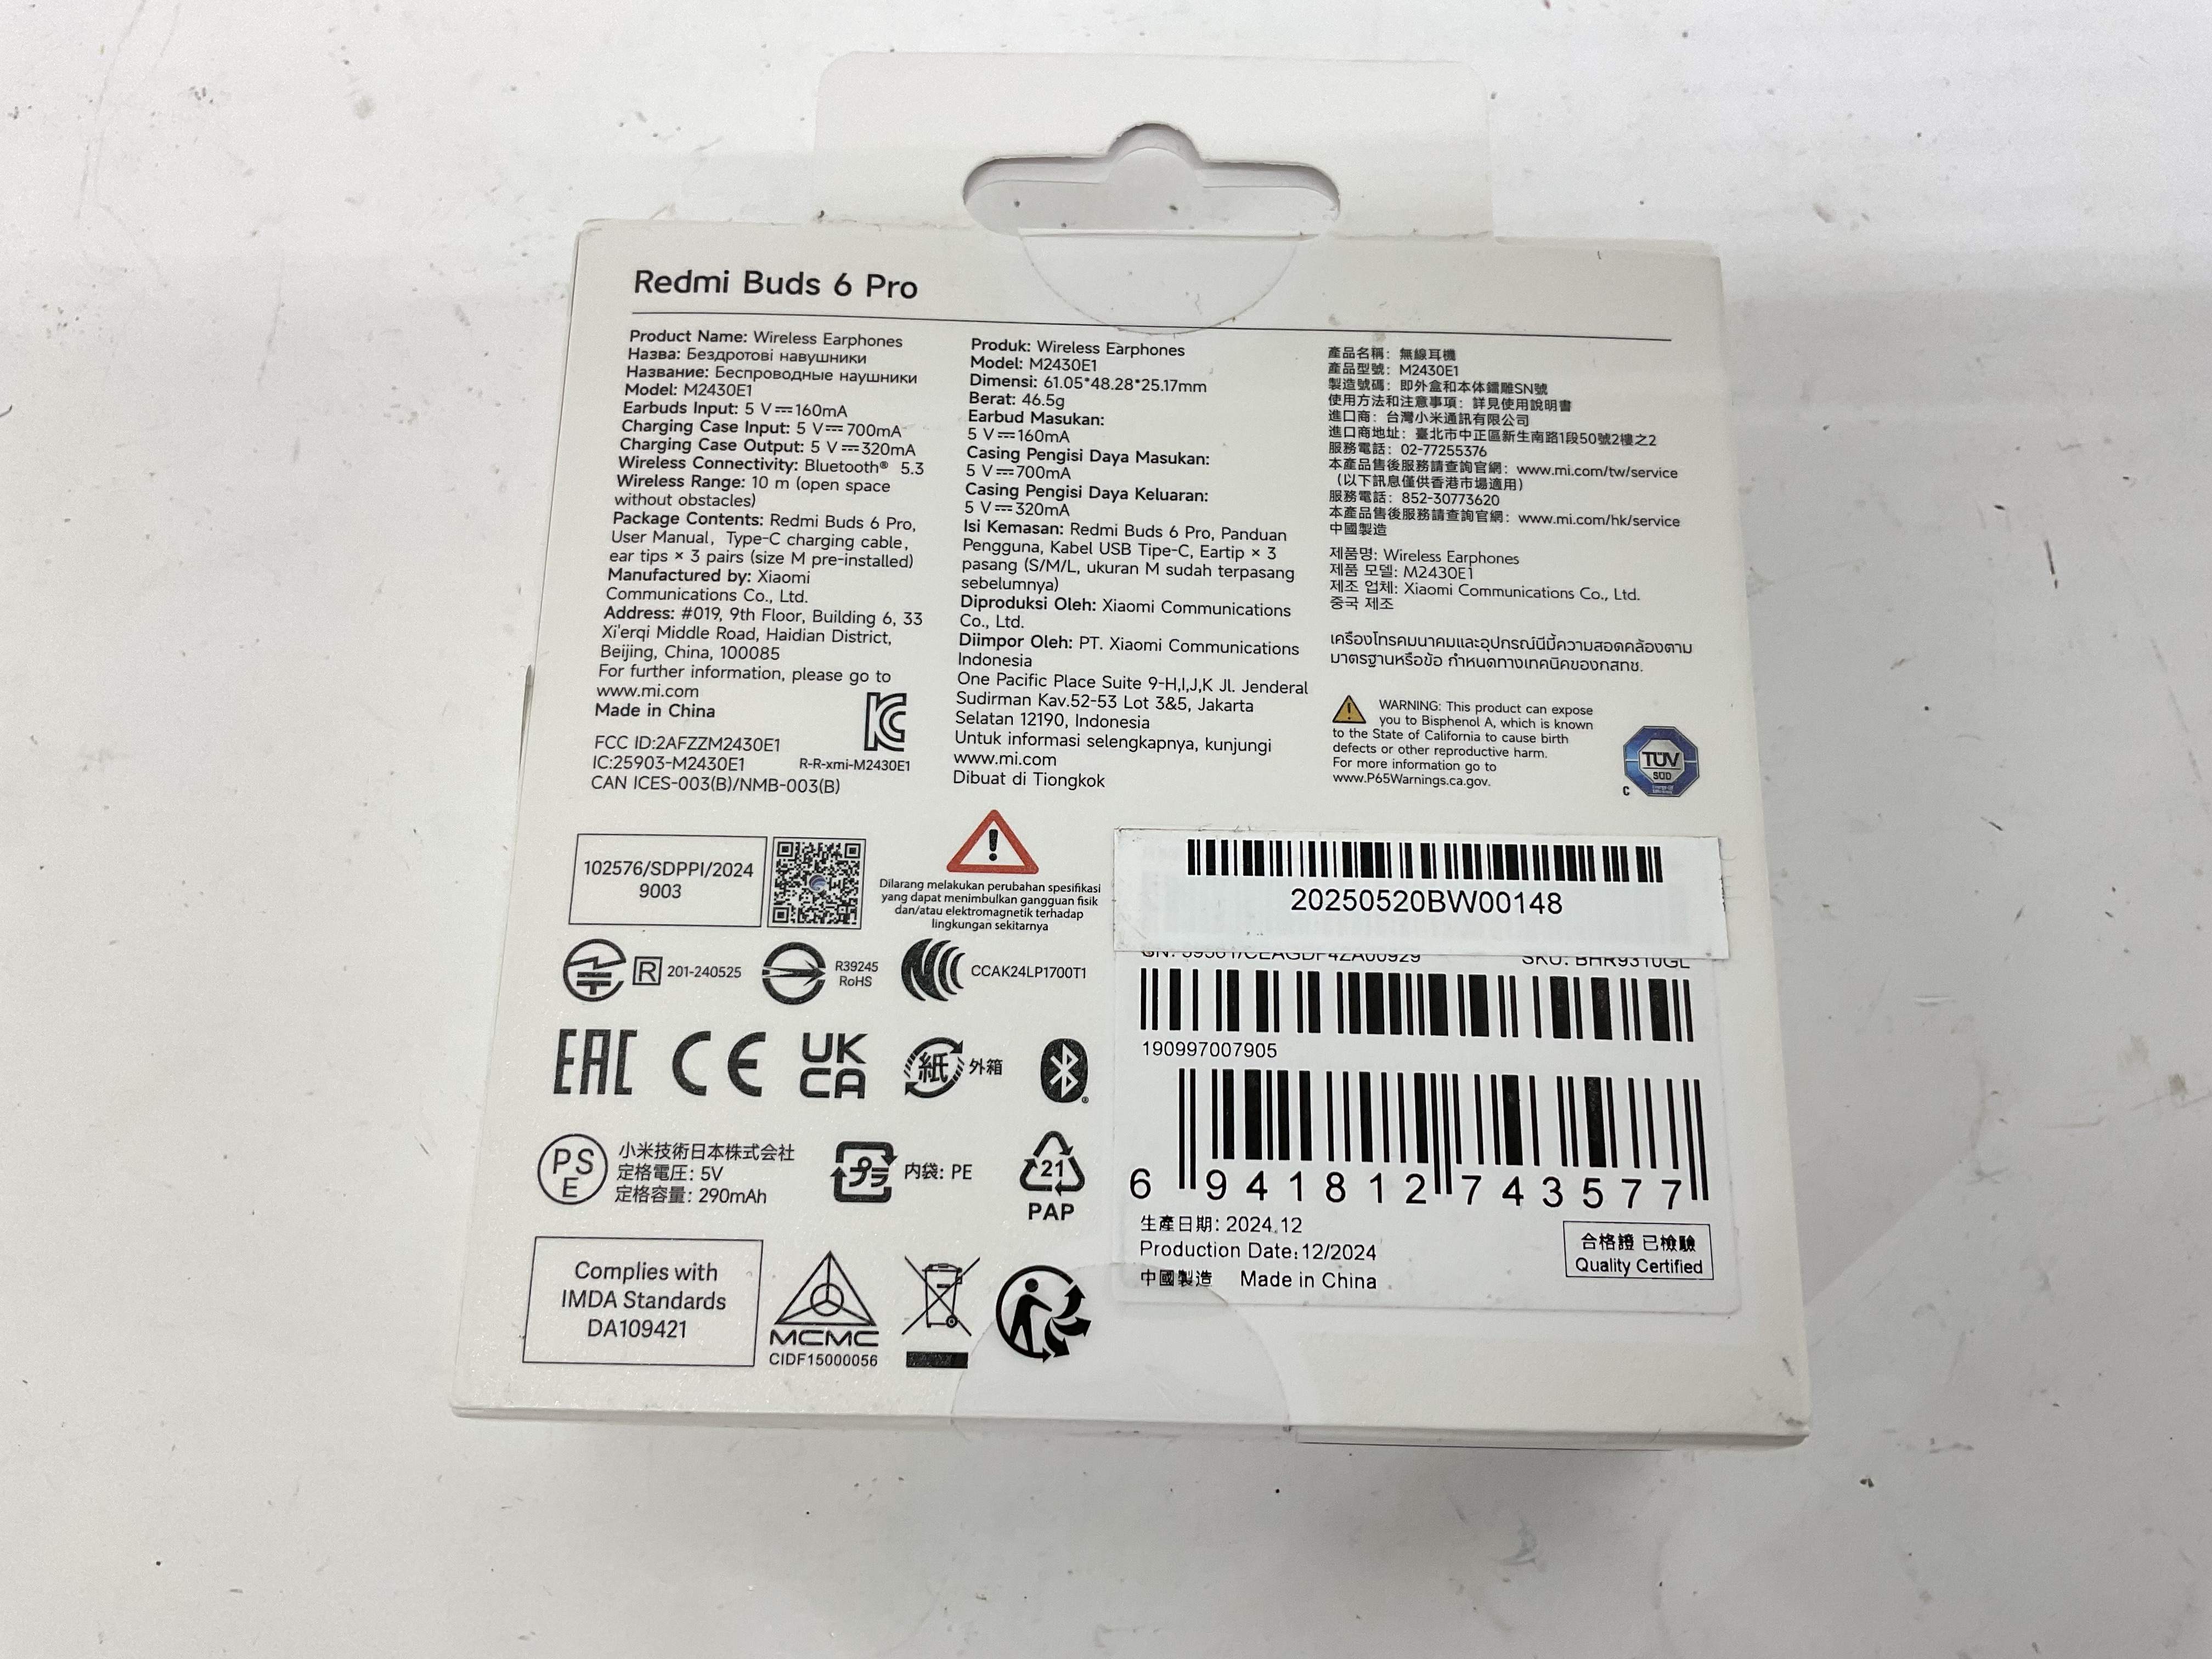 Redmi Buds 6 Pro
Product Name: Wireless Earphones
Назва: Бездротові навушники
Название: Беспроводные наушники
Model: M2430E1
Earbuds Input: 5 V⎓160mA
Charging Case Input: 5 V⎓700mA
Charging Case Output: 5 V⎓320mA
Wireless Connectivity: Bluetooth® 5.3
Wireless Range: 10 m (open space
without obstacles)
Package Contents: Redmi Buds 6 Pro,
User Manual, Type-C charging cable,
ear tips × 3 pairs (size M pre-installed)
Manufactured by: Xiaomi
Communications Co., Ltd.
Address: #019, 9th Floor, Building 6, 33
Xi'erqi Middle Road, Haidian District,
Beijing, China, 100085
For further information, please go to
www.mi.com
Made in China
FCC ID:2AFZZM2430E1
IC:25903-M2430E1
CAN ICES-003(B)/NMB-003(B)
R-R-xmi-M2430E1
Produk: Wireless Earphones
Model: M2430E1
Dimensi: 61.05*48.28*25.17mm
Berat: 46.5g
Earbud Masukan:
5 V⎓160mA
Casing Pengisi Daya Masukan:
5 V⎓700mA
Casing Pengisi Daya Keluaran:
5 V⎓320mA
Isi Kemasan: Redmi Buds 6 Pro, Panduan
Pengguna, Kabel USB Tipe-C, Eartip × 3
pasang (S/M/L, ukuran M sudah terpasang
sebelumnya)
Diproduksi Oleh: Xiaomi Communications
Co., Ltd.
Diimpor Oleh: PT. Xiaomi Communications
Indonesia
One Pacific Place Suite 9-H,I,J,K Jl. Jenderal
Sudirman Kav.52-53 Lot 3&5, Jakarta
Selatan 12190, Indonesia
Untuk informasi selengkapnya, kunjungi
www.mi.com
Dibuat di Tiongkok
產品名稱：無線耳機
產品型號：M2430E1
製造號碼：即外盒和本体鐳雕SN號
使用方法和注意事項：詳見使用說明書
進口商：台灣小米通訊有限公司
進口商地址：臺北市中正區新生南路1段50號2樓之2
服務電話：02-77255376
本產品售後服務請查詢官網：www.mi.com/tw/service
（以下訊息僅供香港市場適用）
服務電話：852-30773620
本產品售後服務請查詢官網：www.mi.com/hk/service
中國製造
제품명: Wireless Earphones
제품 모델: M2430E1
제조 업체: Xiaomi Communications Co., Ltd.
중국 제조
เครื่องโทรคมนาคมและอุปกรณ์นี้มีความสอดคล้องตาม
มาตรฐานหรือข้อ กำหนดทางเทคนิคของกสทช.
WARNING: This product can expose
you to Bisphenol A, which is known
to the State of California to cause birth
defects or other reproductive harm.
For more information go to
www.P65Warnings.ca.gov.
TÜV
SÜD
C
102576/SDPPI/2024
9003
Dilarang melakukan perubahan spesifikasi
yang dapat menimbulkan gangguan fisik
dan/atau elektromagnetik terhadap
lingkungan sekitarnya
R 201-240525
R39245
RoHS
CCAK24LP1700T1
EAC CE UK
CA
紙 外箱
PS
E
小米技術日本株式会社
定格電圧: 5V
定格容量: 290mAh
プラ 内袋: PE
21
PAP
Complies with
IMDA Standards
DA109421
MCMC
CIDF15000056
20250520BW00148
SKU: BHR9310GL
190997007905
6 941812 743577
生產日期: 2024.12
Production Date: 12/2024
中國製造 Made in China
合格證 已檢驗
Quality Certified